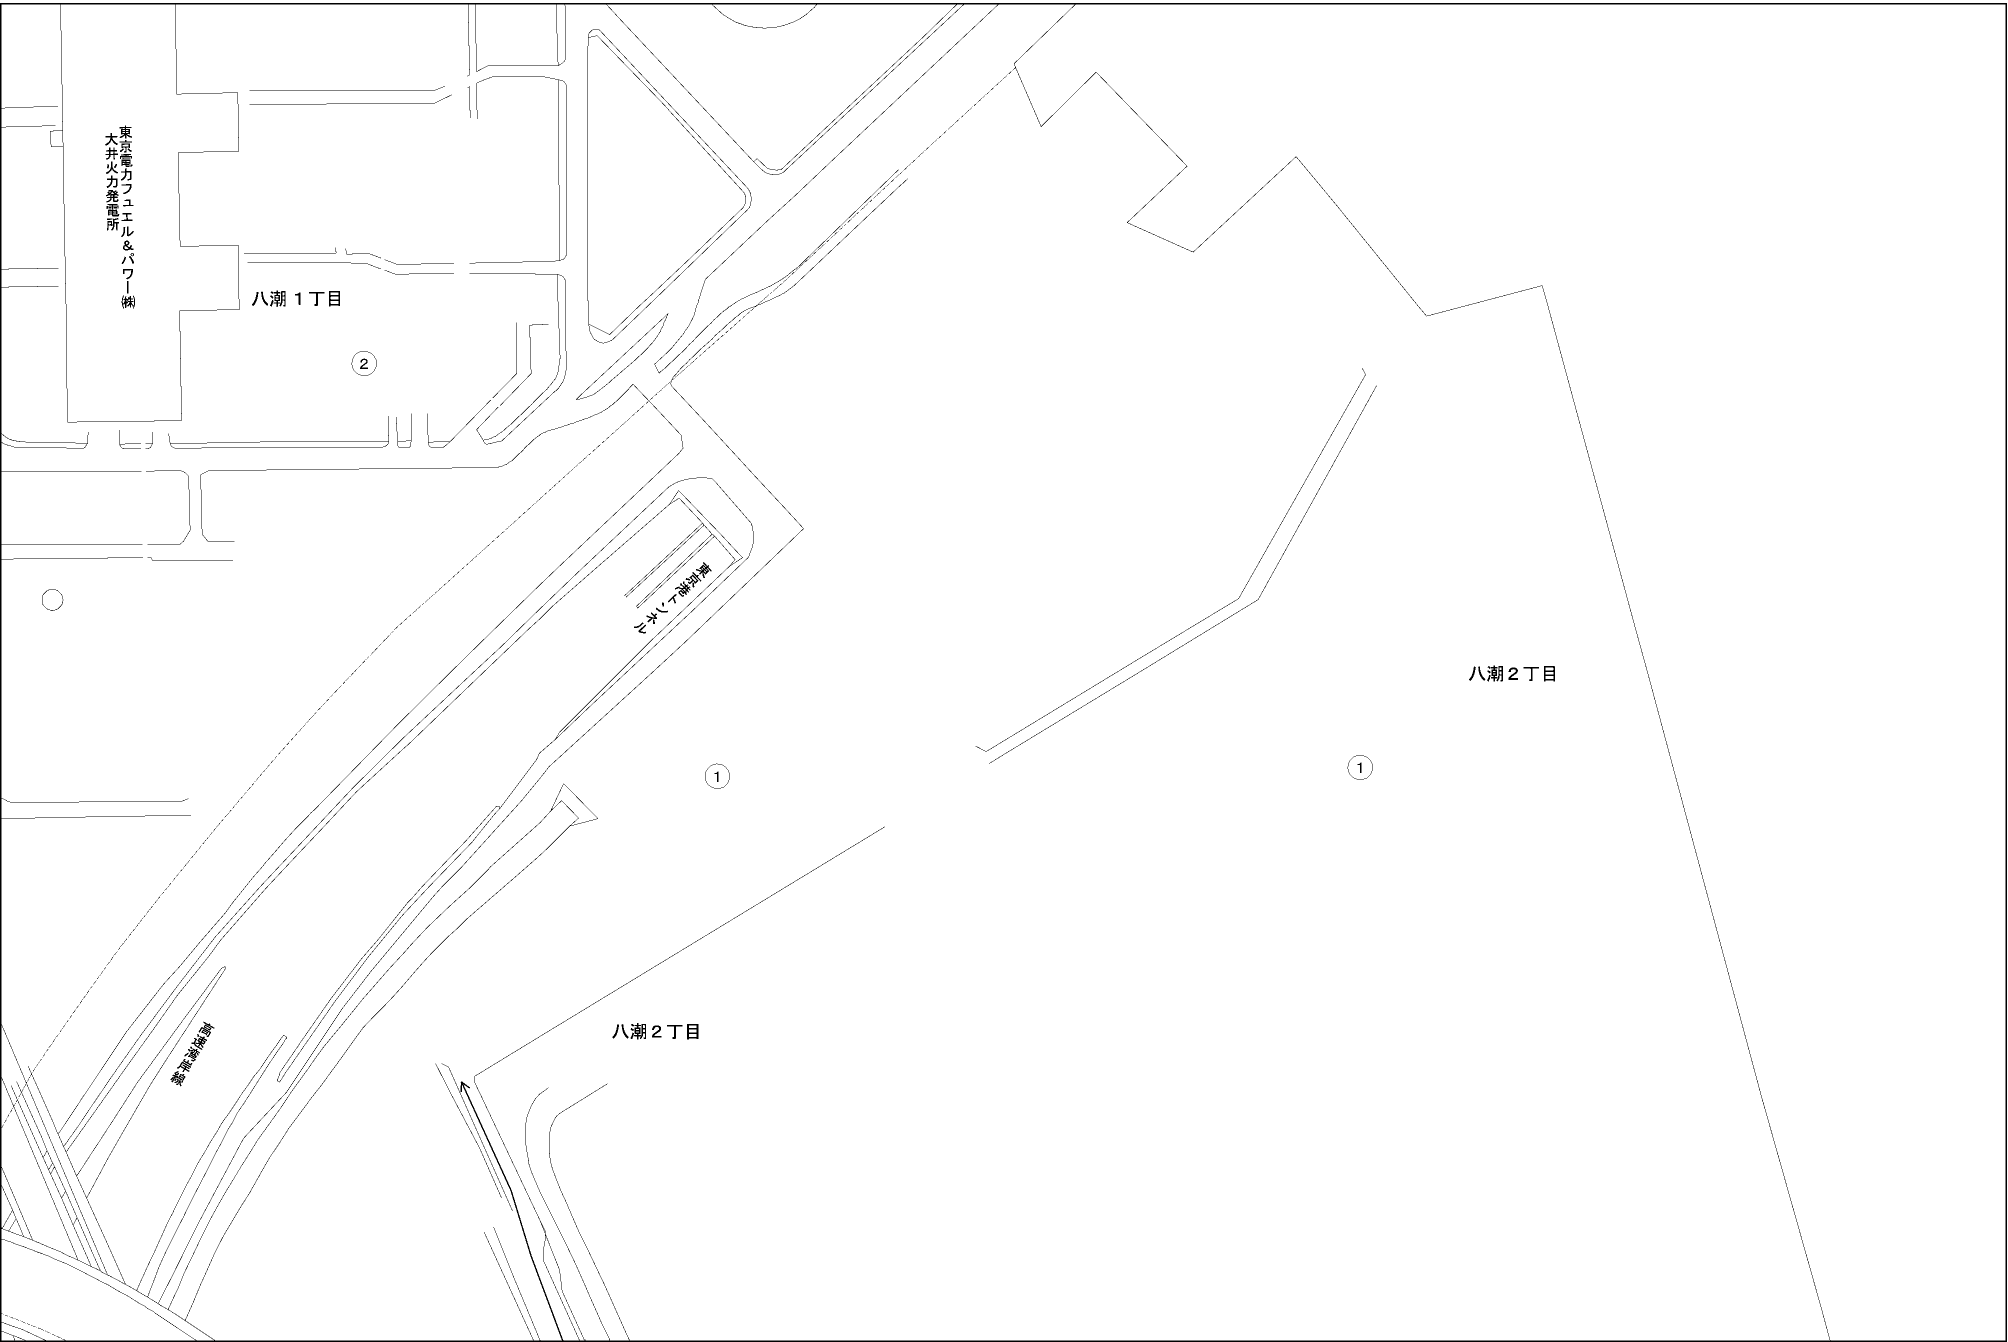 東京電力フュエル&パワー㈱
大井火力発電所
八潮1丁目
2
東京港トンネル
八潮2丁目
1
1
八潮2丁目
高速湾岸線